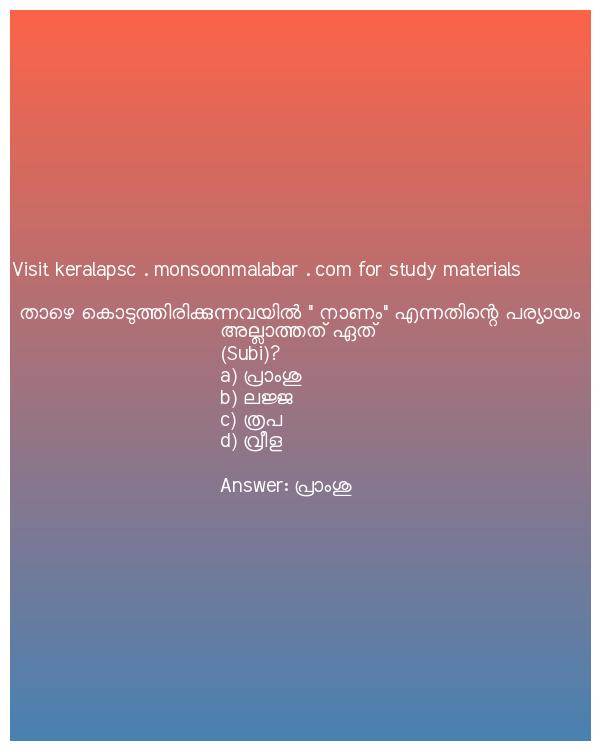 Visit keralapsc . monsoonmalabar . com for study materials
താഴെ കൊടുത്തിരിക്കുന്നവയിൽ " നാണം" എന്നതിന്റെ പര്യായം
അല്ലാത്തത് ഏത്
(Subi)?
a) പ്രാംശു
b) ലജ്ജ
c) ത്രപ
d) വ്രീള
Answer: പ്രാംശു